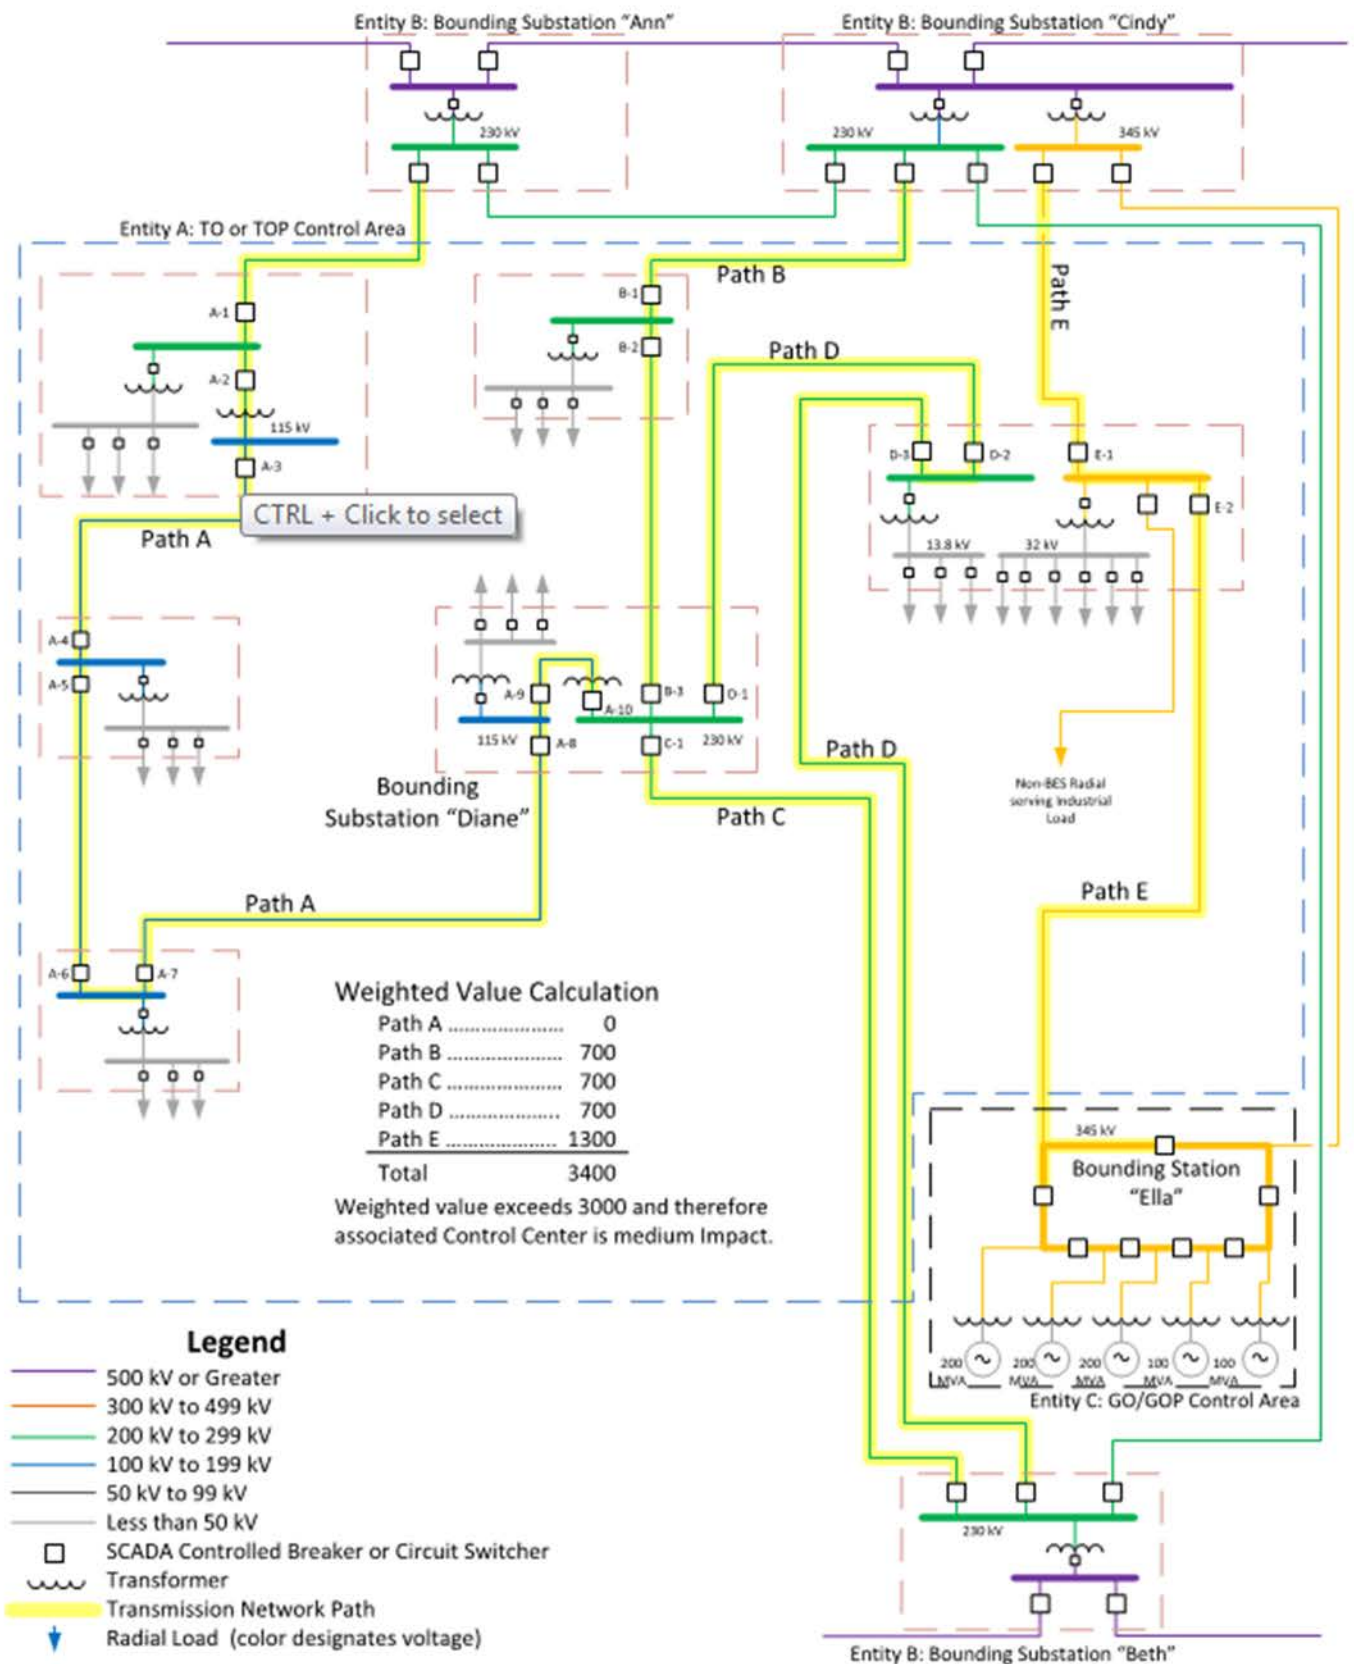 Entity B: Bounding Substation “Ann”
Entity B: Bounding Substation “Cindy”
230 kV
230 kV
345 kV
Entity A: TO or TOP Control Area
Path B
Path E
A-1
B-1
B-2
Path D
A-2
115 kV
A-3
D-3
D-2
E-1
CTRL + Click to select
E-2
Path A
13.8 kV
32 kV
A-4
A-5
A-9
A-10
B-3
D-1
115 kV
A-8
C-1
230 kV
Path D
Bounding
Substation “Diane”
Path C
Non-BES Radial
serving Industrial
Load
Path A
Path E
A-6
A-7
Weighted Value Calculation
Path A ..................... 0
Path B ..................... 700
Path C ..................... 700
Path D .................... 700
Path E .................... 1300
Total 3400
Weighted value exceeds 3000 and therefore
associated Control Center is medium Impact.
345 kV
Bounding Station
“Ella”
200
MVA
200
MVA
200
MVA
100
MVA
100
MVA
Entity C: GO/GOP Control Area
Legend
500 kV or Greater
300 kV to 499 kV
200 kV to 299 kV
100 kV to 199 kV
50 kV to 99 kV
Less than 50 kV
SCADA Controlled Breaker or Circuit Switcher
Transformer
Transmission Network Path
Radial Load (color designates voltage)
230 kV
Entity B: Bounding Substation “Beth”